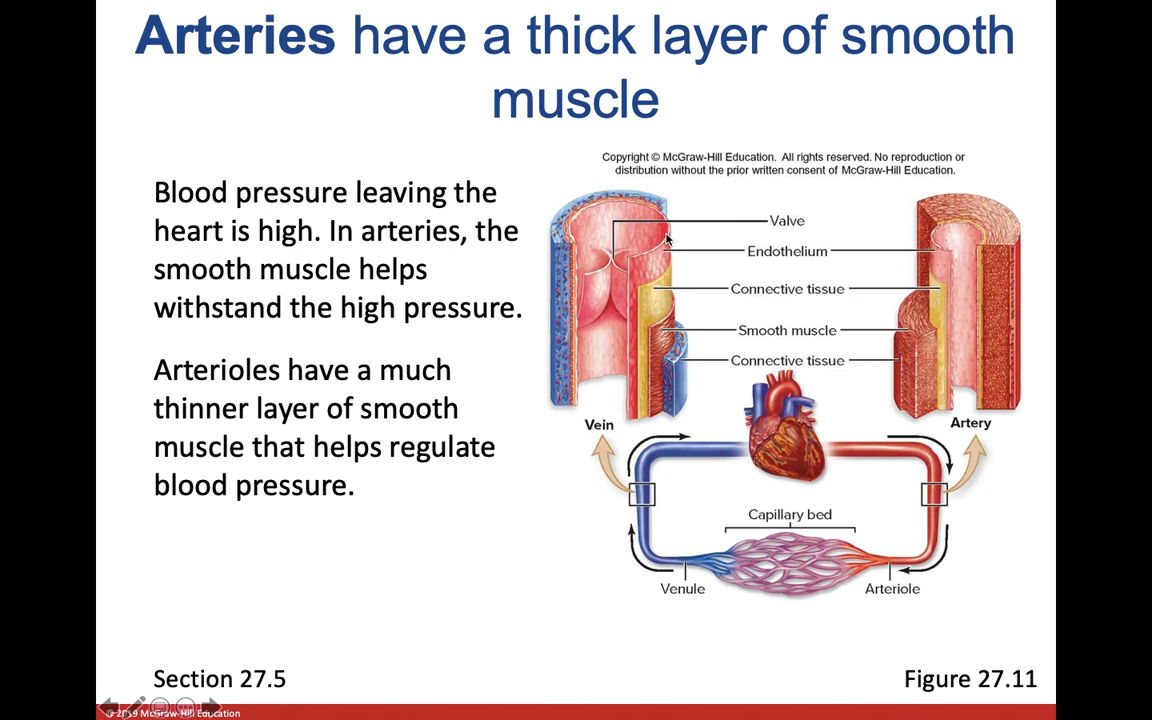 Arteries have a thick layer of smooth
muscle
Copyright © McGraw-Hill Education. All rights reserved. No reproduction or
distribution without the prior written consent of McGraw-Hill Education.
Blood pressure leaving the
heart is high. In arteries, the
smooth muscle helps
withstand the high pressure.
Arterioles have a much
thinner layer of smooth
muscle that helps regulate
blood pressure.
Valve
Endothelium
Connective tissue
Smooth muscle
Connective tissue
Vein
Artery
Capillary bed
Venule
Arteriole
Section 27.5
Figure 27.11
© 2019 McGraw-Hill Education